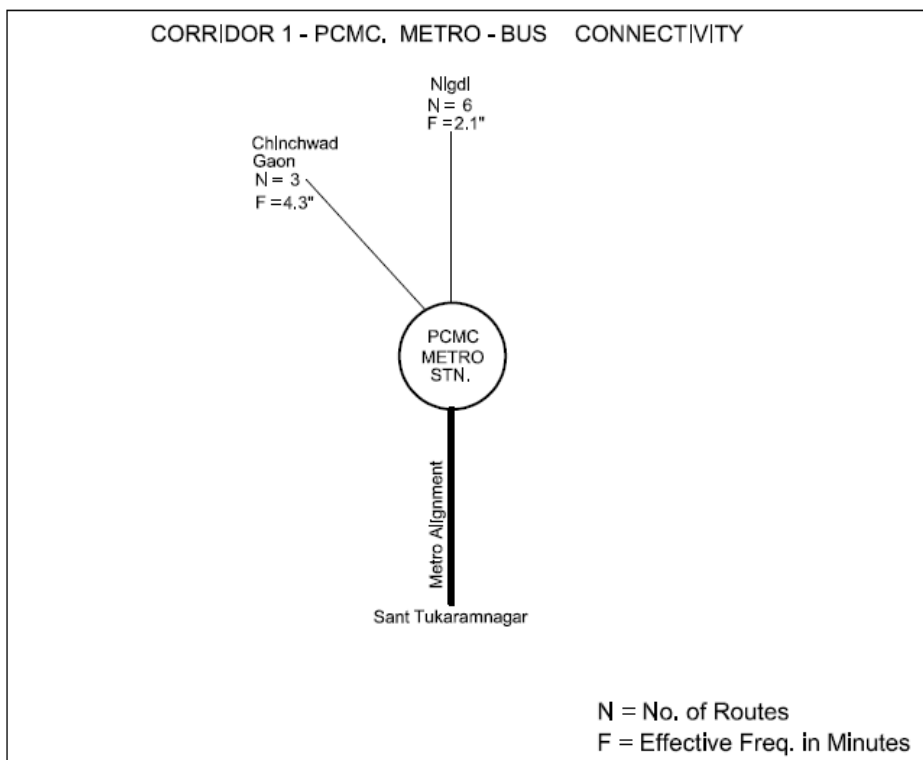 CORRIDOR 1 - PCMC. METRO - BUS CONNECTIVITY
Nigdi
N = 6
F =2.1"
Chinchwad
Gaon
N = 3
F =4.3"
PCMC
METRO
STN.
Metro Alignment
Sant Tukaramnagar
N = No. of Routes
F = Effective Freq. in Minutes